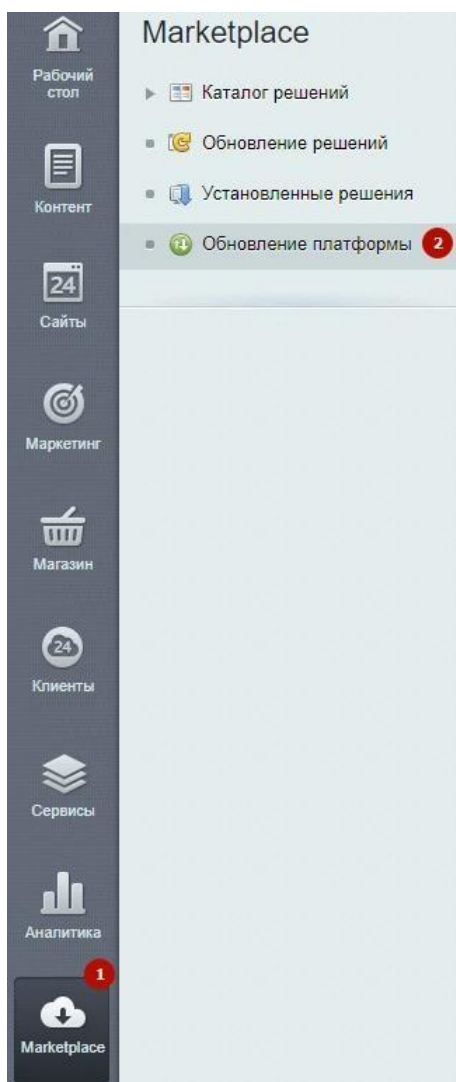 Marketplace
Рабочий
стол
Каталог решений
Обновление решений
Контент
Установленные решения
Обновление платформы 2
24
Сайты
Маркетинг
Магазин
24
Клиенты
Сервисы
Аналитика
1
Marketplace